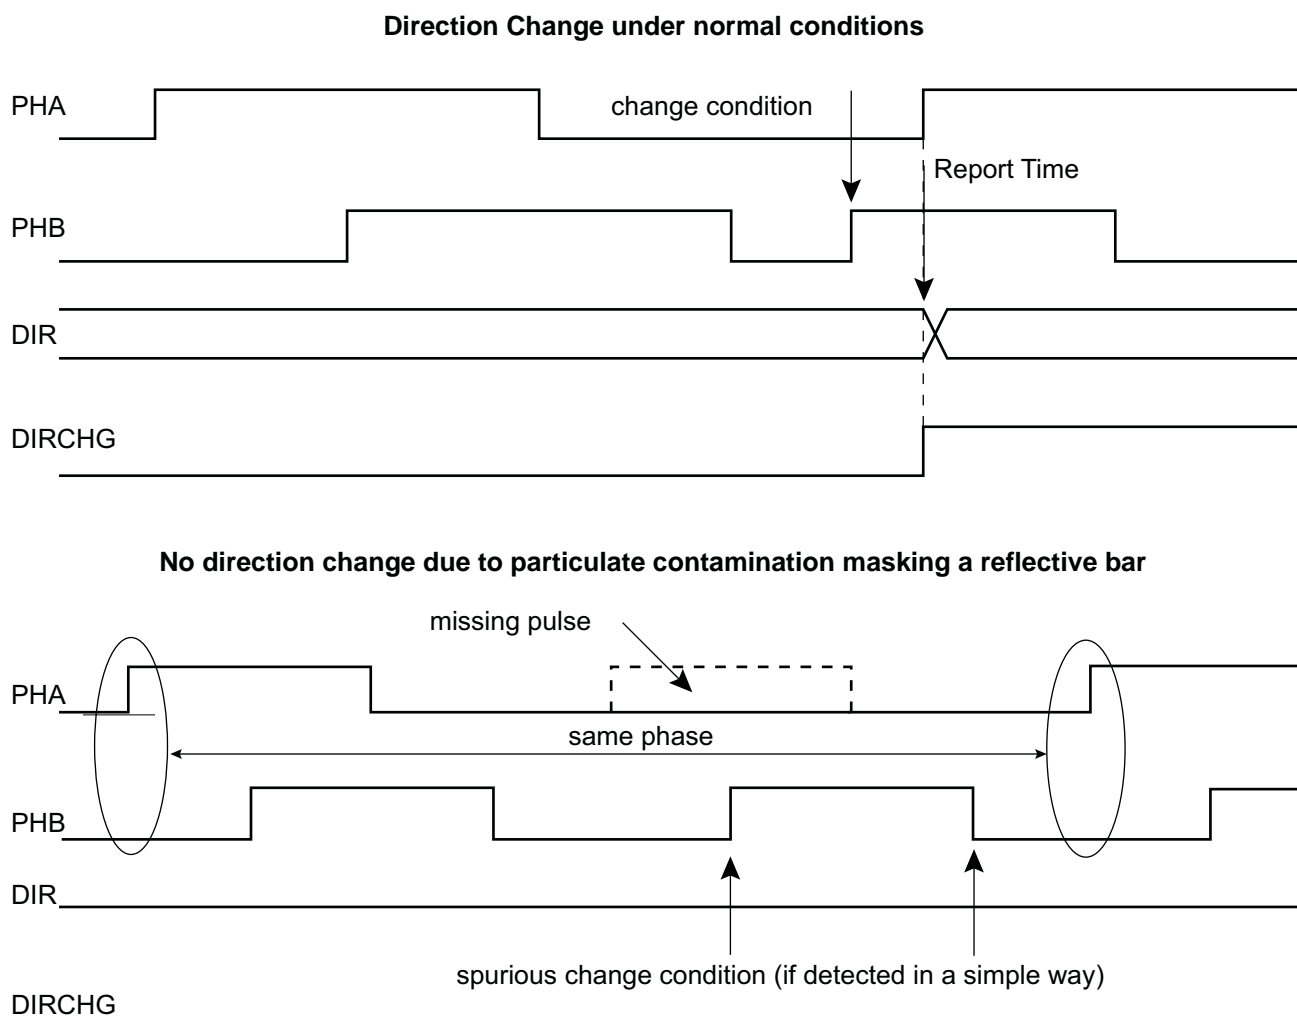 Direction Change under normal conditions
PHA
change condition
Report Time
PHB
DIR
DIRCHG
No direction change due to particulate contamination masking a reflective bar
missing pulse
PHA
same phase
PHB
DIR
spurious change condition (if detected in a simple way)
DIRCHG